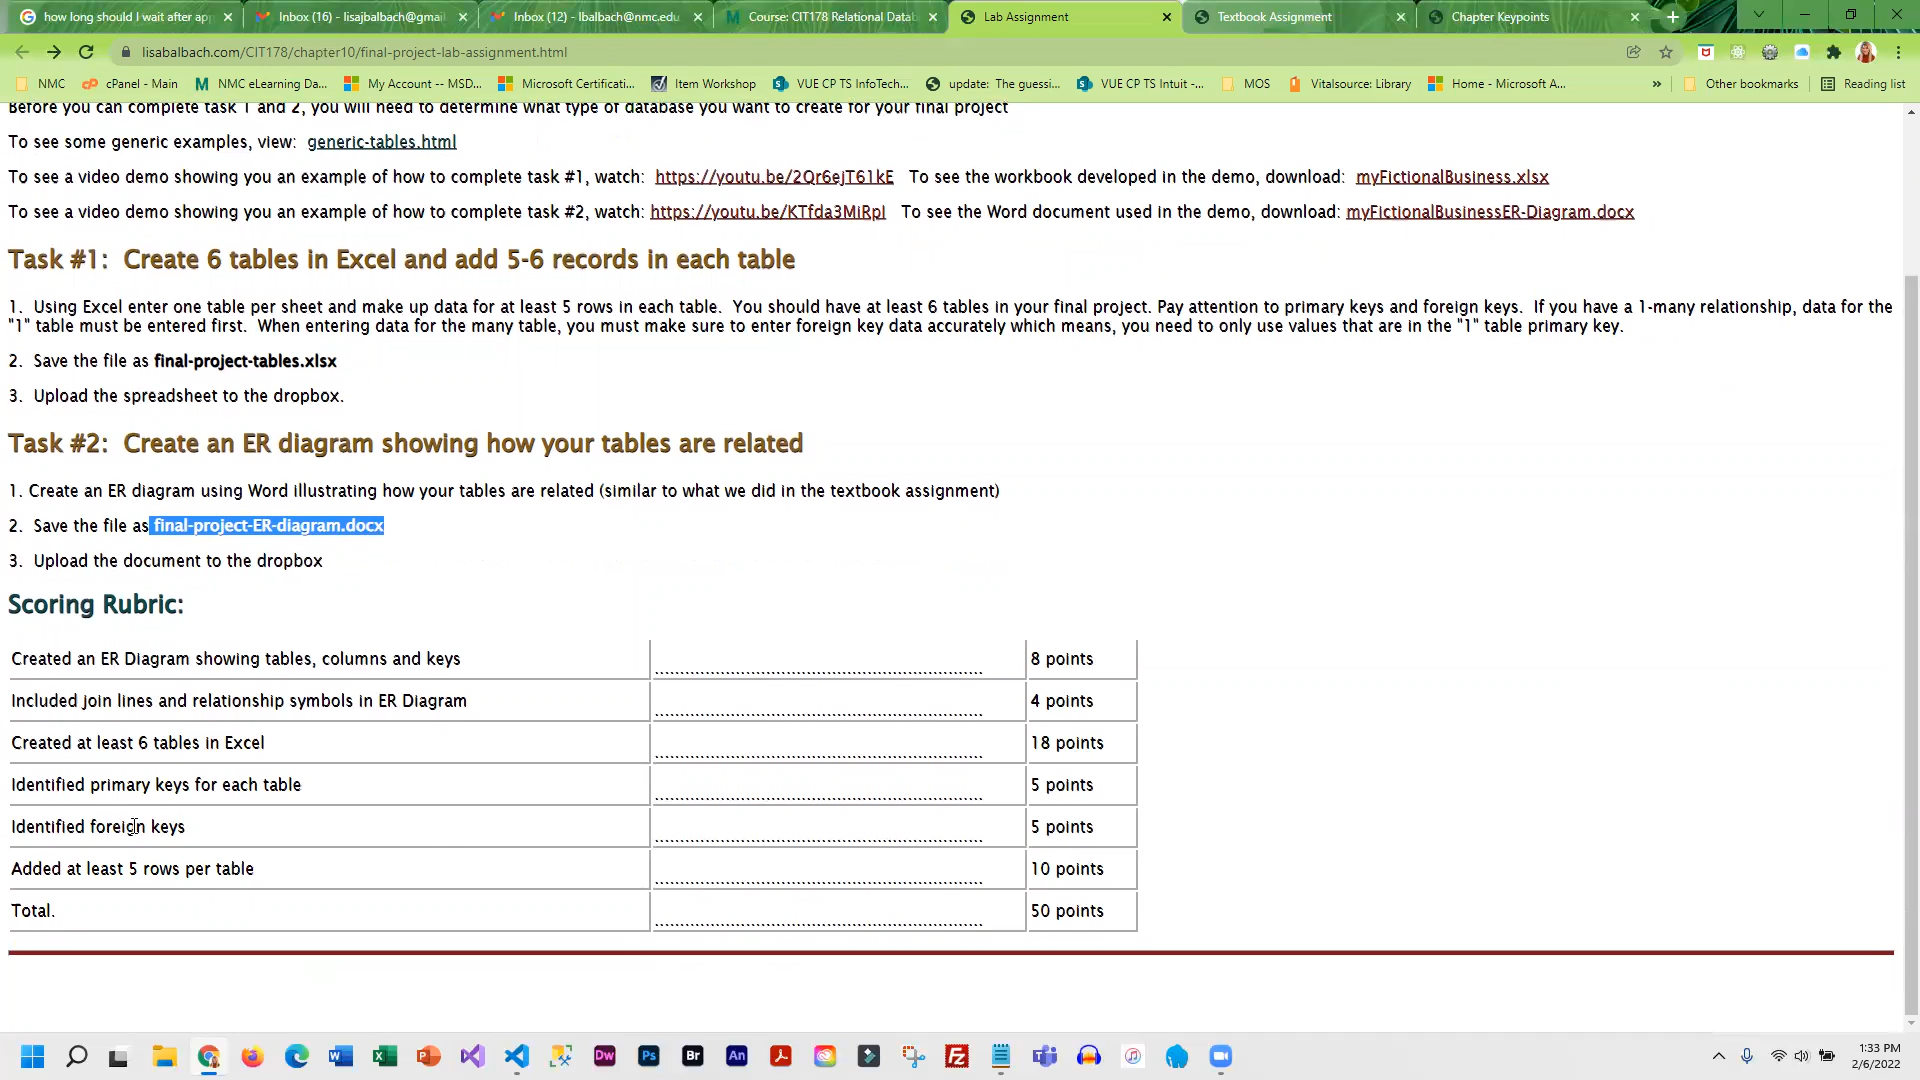 how long should I wait after app
Inbox (16) - lisajbalbach@gmail
Inbox (12) - lbalbach@nmc.edu
Course: CIT178 Relational Datab
Lab Assignment
Textbook Assignment
Chapter Keypoints
lisabalbach.com/CIT178/chapter10/final-project-lab-assignment.html
NMC
cPanel - Main
NMC eLearning Da...
My Account -- MSD...
Microsoft Certificati...
Item Workshop
VUE CP TS InfoTech...
update: The guessi...
VUE CP TS Intuit -...
MOS
Vitalsource: Library
Home - Microsoft A...
»
Other bookmarks
Reading list
Before you can complete task 1 and 2, you will need to determine what type of database you want to create for your final project
To see some generic examples, view: generic-tables.html
To see a video demo showing you an example of how to complete task #1, watch: https://youtu.be/2Qr6ejT61kE To see the workbook developed in the demo, download: myFictionalBusiness.xlsx
To see a video demo showing you an example of how to complete task #2, watch: https://youtu.be/KTfda3MiRpI To see the Word document used in the demo, download: myFictionalBusinessER-Diagram.docx
Task #1: Create 6 tables in Excel and add 5-6 records in each table
1. Using Excel enter one table per sheet and make up data for at least 5 rows in each table. You should have at least 6 tables in your final project. Pay attention to primary keys and foreign keys. If you have a 1-many relationship, data for the
"1" table must be entered first. When entering data for the many table, you must make sure to enter foreign key data accurately which means, you need to only use values that are in the "1" table primary key.
2. Save the file as final-project-tables.xlsx
3. Upload the spreadsheet to the dropbox.
Task #2: Create an ER diagram showing how your tables are related
1. Create an ER diagram using Word illustrating how your tables are related (similar to what we did in the textbook assignment)
2. Save the file as final-project-ER-diagram.docx
3. Upload the document to the dropbox
Scoring Rubric:
Created an ER Diagram showing tables, columns and keys 8 points
Included join lines and relationship symbols in ER Diagram 4 points
Created at least 6 tables in Excel 18 points
Identified primary keys for each table 5 points
Identified foreign keys 5 points
Added at least 5 rows per table 10 points
Total. 50 points
Dw
Ps
Br
An
Fz
1:33 PM
2/6/2022